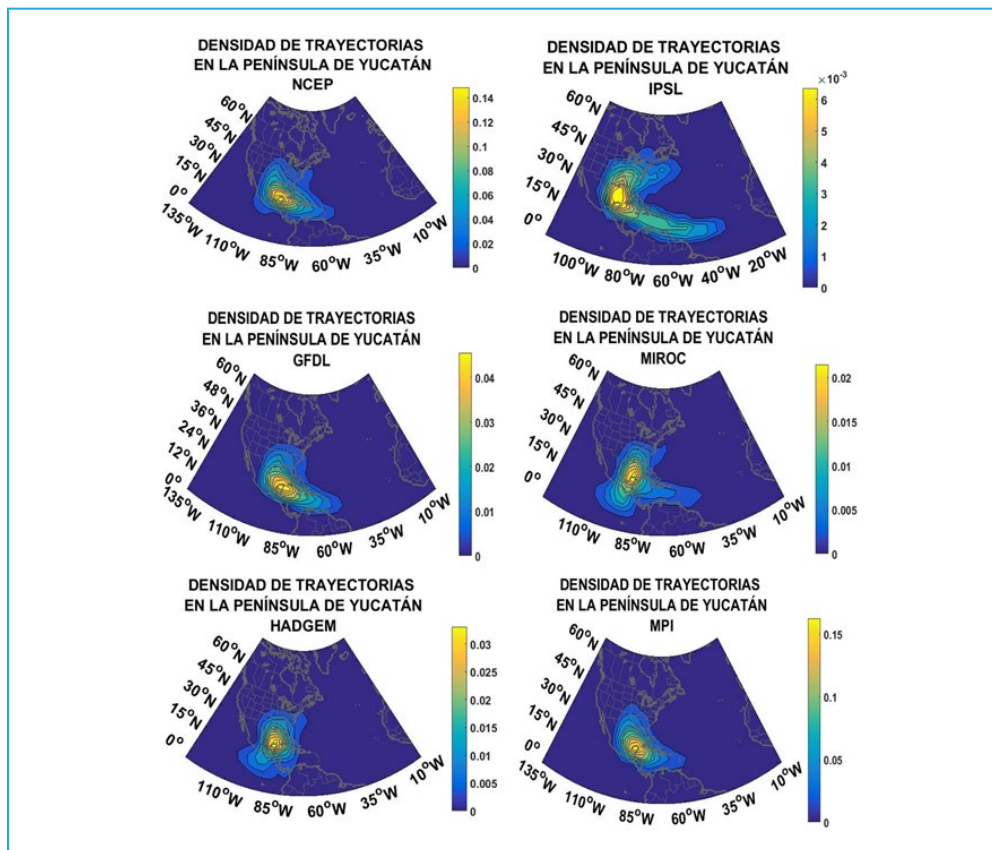 DENSIDAD DE TRAYECTORIAS
EN LA PENÍNSULA DE YUCATÁN
NCEP
60°N
45°N
30°N
15°N
0°
135°W
110°W
85°W
60°W
35°W
10°W
0.14
0.12
0.1
0.08
0.06
0.04
0.02
0
DENSIDAD DE TRAYECTORIAS
EN LA PENÍNSULA DE YUCATÁN
IPSL
60°N
45°N
30°N
15°N
0°
100°W
80°W
60°W
40°W
20°W
×10⁻³
6
5
4
3
2
1
0
DENSIDAD DE TRAYECTORIAS
EN LA PENÍNSULA DE YUCATÁN
GFDL
60°N
48°N
36°N
24°N
12°N
0°
135°W
110°W
85°W
60°W
35°W
10°W
0.04
0.03
0.02
0.01
0
DENSIDAD DE TRAYECTORIAS
EN LA PENÍNSULA DE YUCATÁN
MIROC
60°N
45°N
30°N
15°N
0°
110°W
85°W
60°W
35°W
10°W
0.02
0.015
0.01
0.005
0
DENSIDAD DE TRAYECTORIAS
EN LA PENÍNSULA DE YUCATÁN
HADGEM
60°N
45°N
30°N
15°N
0°
110°W
85°W
60°W
35°W
10°W
0.03
0.025
0.02
0.015
0.01
0.005
0
DENSIDAD DE TRAYECTORIAS
EN LA PENÍNSULA DE YUCATÁN
MPI
60°N
45°N
30°N
15°N
0°
135°W
110°W
85°W
60°W
35°W
10°W
0.15
0.1
0.05
0